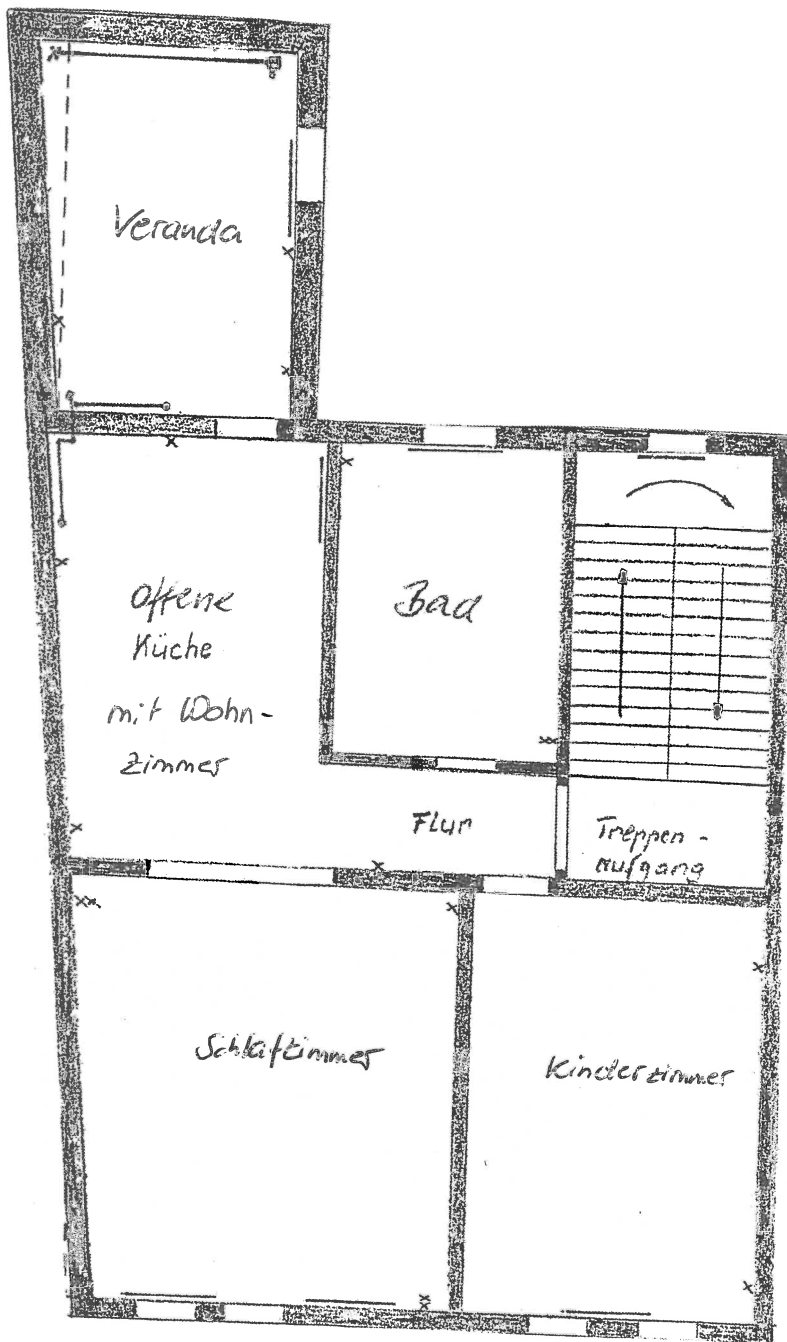 Veranda
Offene
Küche
mit Wohn-
zimmer
Bad
Flur
Treppen-
aufgang
Schlafzimmer
Kinderzimmer